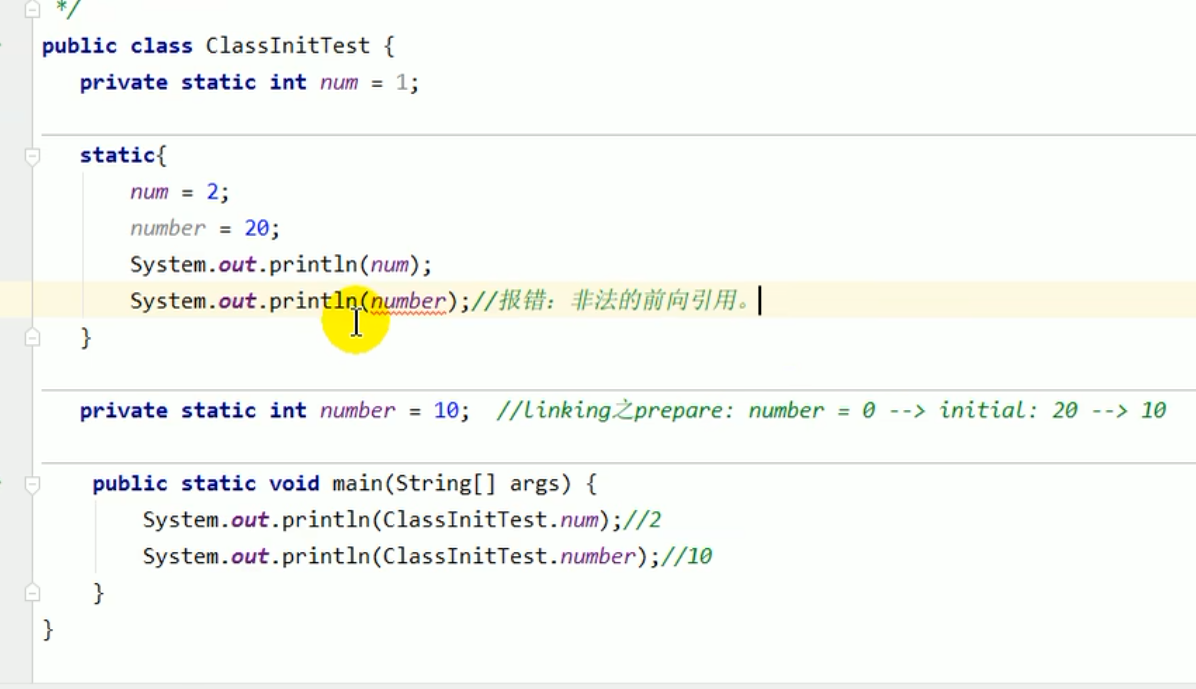 */
public class ClassInitTest {
private static int num = 1;
static{
num = 2;
number = 20;
System.out.println(num);
System.out.println(number);//报错：非法的前向引用。
}
private static int number = 10;  //linking之prepare: number = 0 --> initial: 20 --> 10
public static void main(String[] args) {
System.out.println(ClassInitTest.num);//2
System.out.println(ClassInitTest.number);//10
}
}